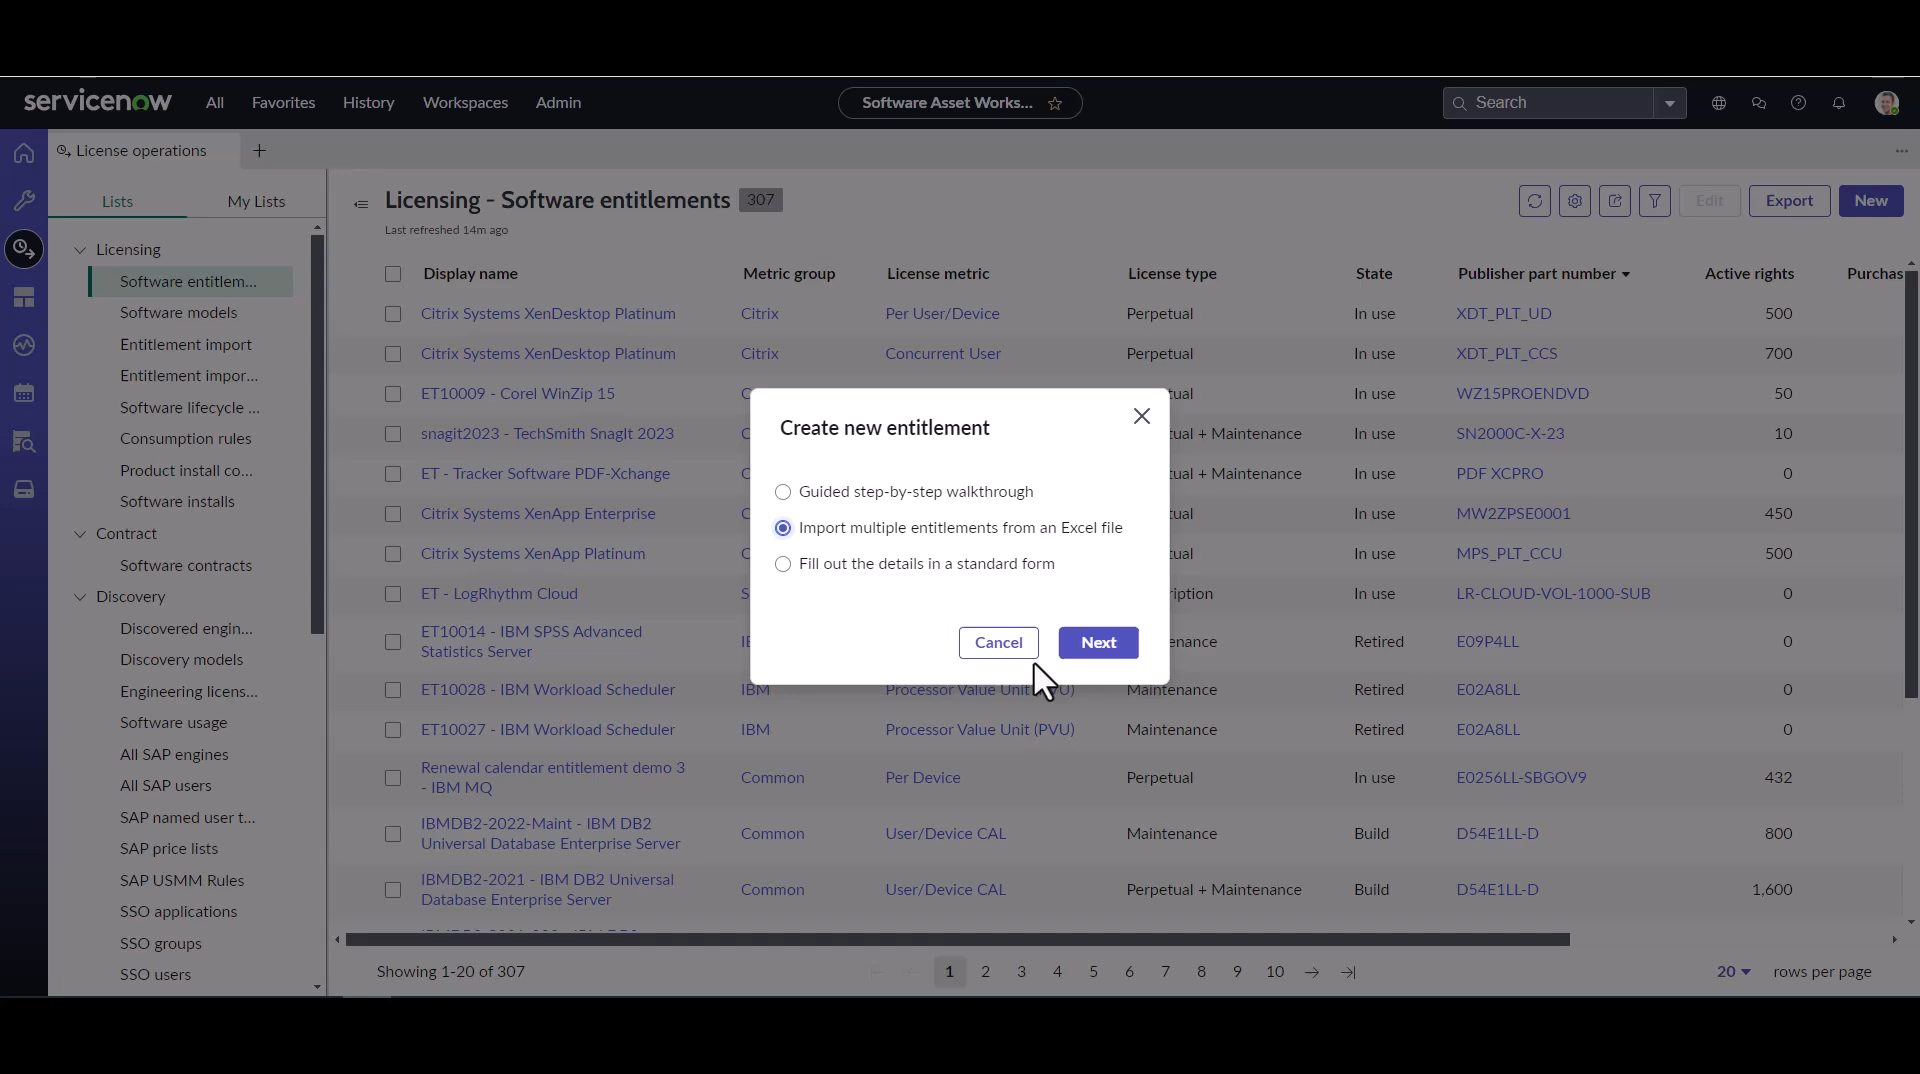 servicenow All Favorites History Workspaces Admin Software Asset Works... Search
License operations
Lists My Lists
Licensing
Software entitlem...
Software models
Entitlement import
Entitlement impor...
Software lifecycle ...
Consumption rules
Product install co...
Software installs
Contract
Software contracts
Discovery
Discovered engin...
Discovery models
Engineering licens...
Software usage
All SAP engines
All SAP users
SAP named user t...
SAP price lists
SAP USMM Rules
SSO applications
SSO groups
SSO users
Licensing - Software entitlements 307
Last refreshed 14m ago
Edit Export New
Display name Metric group License metric License type State Publisher part number Active rights Purchas
Citrix Systems XenDesktop Platinum Citrix Per User/Device Perpetual In use XDT_PLT_UD 500
Citrix Systems XenDesktop Platinum Citrix Concurrent User Perpetual In use XDT_PLT_CCS 700
ET10009 - Corel WinZip 15 C tual In use WZ15PROENDVD 50
snagit2023 - TechSmith SnagIt 2023 C tual + Maintenance In use SN2000C-X-23 10
ET - Tracker Software PDF-Xchange C tual + Maintenance In use PDF XCPRO 0
Citrix Systems XenApp Enterprise C tual In use MW2ZPSE0001 450
Citrix Systems XenApp Platinum C tual In use MPS_PLT_CCU 500
ET - LogRhythm Cloud S ription In use LR-CLOUD-VOL-1000-SUB 0
ET10014 - IBM SPSS Advanced
Statistics Server IB enance Retired E09P4LL 0
ET10028 - IBM Workload Scheduler IBM Processor Value Unit (PVU) Maintenance Retired E02A8LL 0
ET10027 - IBM Workload Scheduler IBM Processor Value Unit (PVU) Maintenance Retired E02A8LL 0
Renewal calendar entitlement demo 3
- IBM MQ Common Per Device Perpetual In use E0256LL-SBGOV9 432
IBMDB2-2022-Maint - IBM DB2
Universal Database Enterprise Server Common User/Device CAL Maintenance Build D54E1LL-D 800
IBMDB2-2021 - IBM DB2 Universal
Database Enterprise Server Common User/Device CAL Perpetual + Maintenance Build D54E1LL-D 1,600
Showing 1-20 of 307 1 2 3 4 5 6 7 8 9 10 20 rows per page
Create new entitlement
Guided step-by-step walkthrough
Import multiple entitlements from an Excel file
Fill out the details in a standard form
Cancel Next